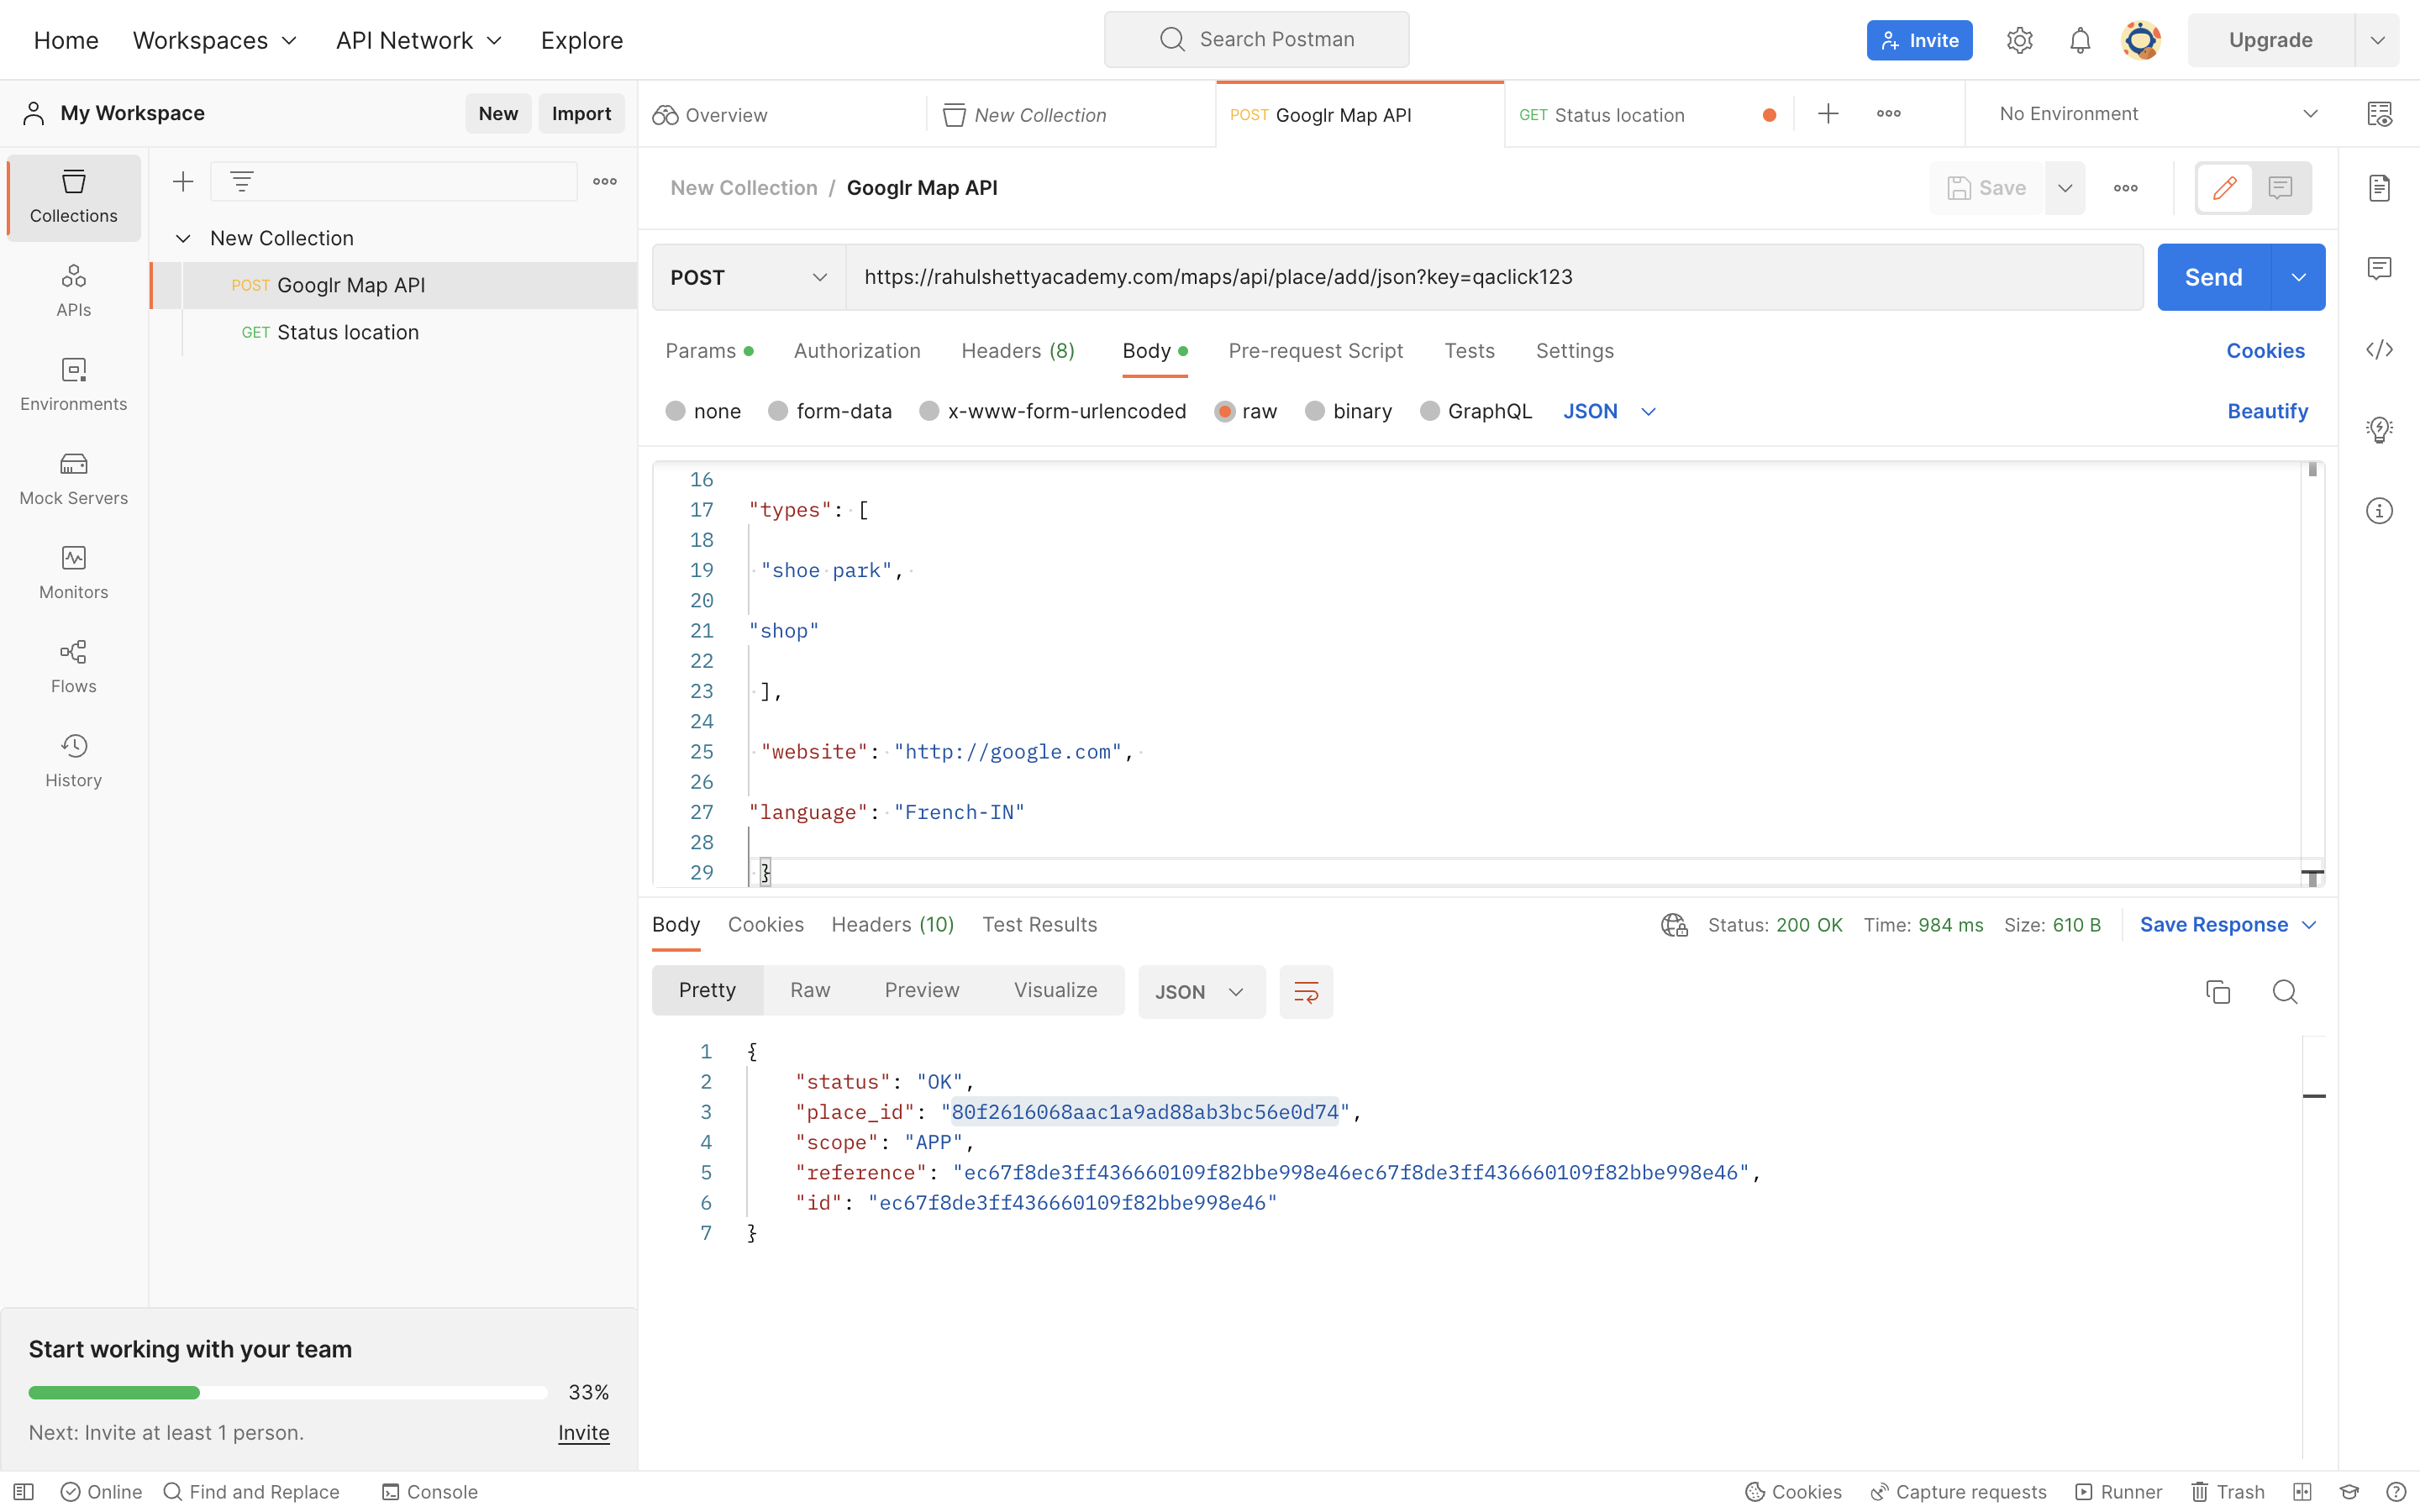 Home Workspaces API Network Explore Search Postman Invite Upgrade
My Workspace New Import Overview New Collection POST Googlr Map API GET Status location No Environment
Collections
APIs
Environments
Mock Servers
Monitors
Flows
History
New Collection
POST Googlr Map API
GET Status location
New Collection / Googlr Map API Save
POST https://rahulshettyacademy.com/maps/api/place/add/json?key=qaclick123 Send
Params Authorization Headers (8) Body Pre-request Script Tests Settings Cookies
none form-data x-www-form-urlencoded raw binary GraphQL JSON Beautify
16
17 "types": [
18
19 "shoe park",
20
21 "shop"
22
23 ],
24
25 "website": "http://google.com",
26
27 "language": "French-IN"
28
29 }
Body Cookies Headers (10) Test Results Status: 200 OK Time: 984 ms Size: 610 B Save Response
Pretty Raw Preview Visualize JSON
1 {
2 "status": "OK",
3 "place_id": "80f2616068aac1a9ad88ab3bc56e0d74",
4 "scope": "APP",
5 "reference": "ec67f8de3ff436660109f82bbe998e46ec67f8de3ff436660109f82bbe998e46",
6 "id": "ec67f8de3ff436660109f82bbe998e46"
7 }
Start working with your team
33%
Next: Invite at least 1 person. Invite
Online Find and Replace Console Cookies Capture requests Runner Trash